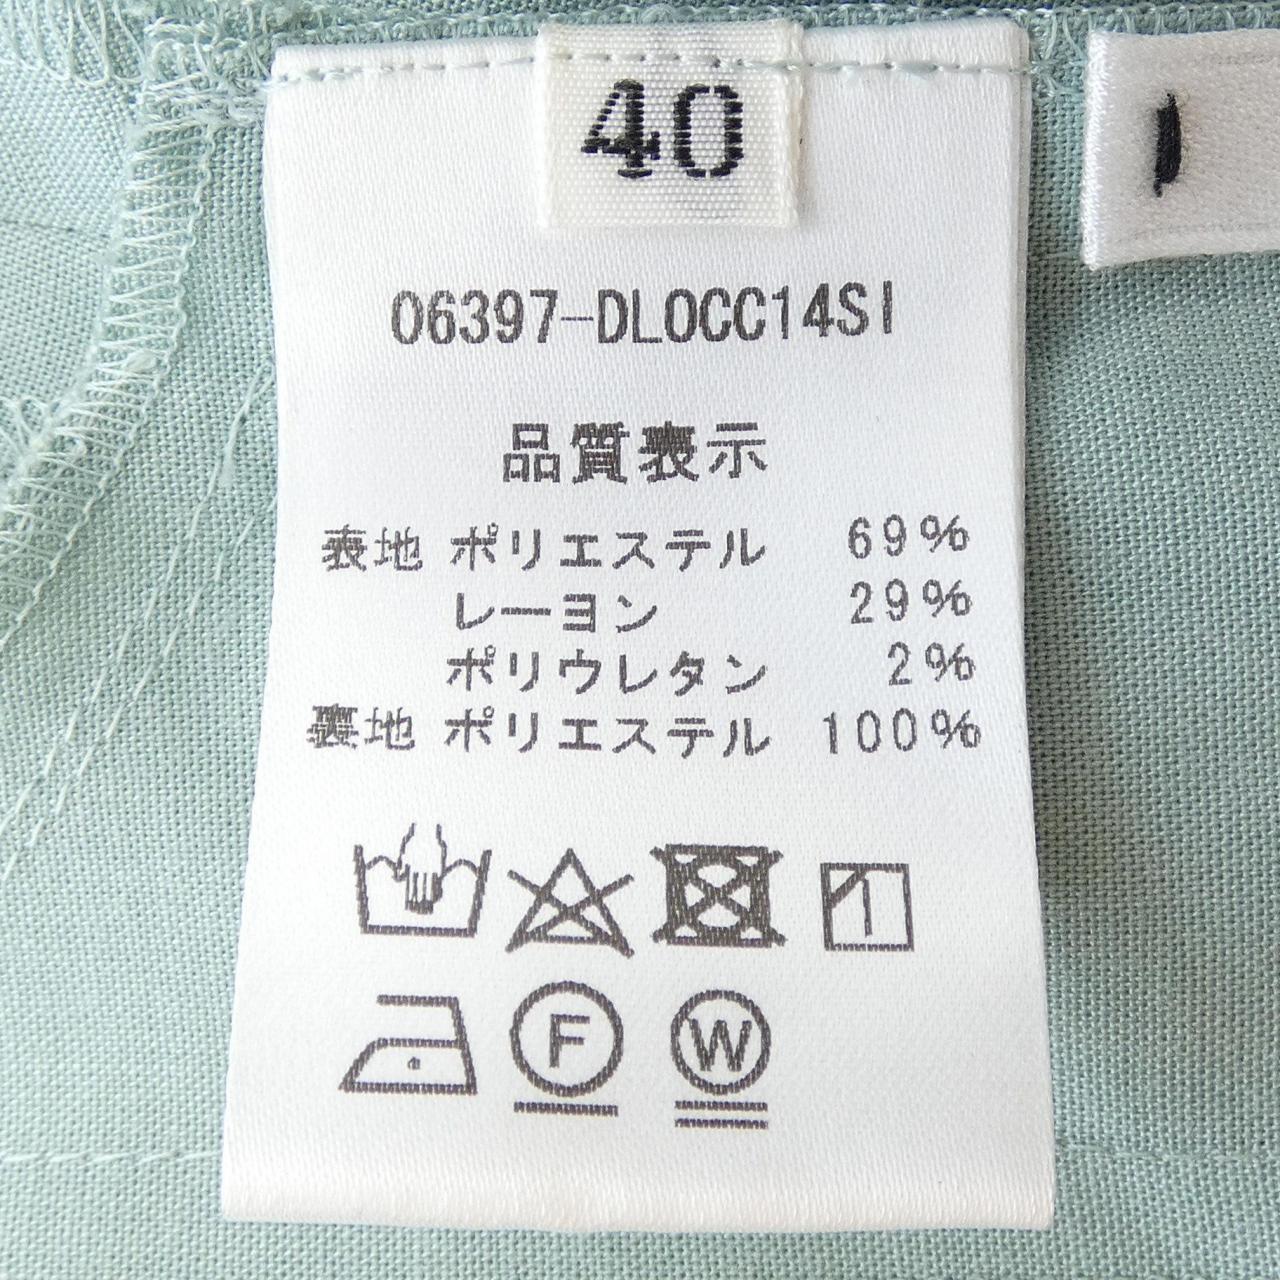 40
06397-DLOCC14SI
品質表示
表地 ポリエステル 69%
レーヨン 29%
ポリウレタン 2%
裏地 ポリエステル 100%
F
W